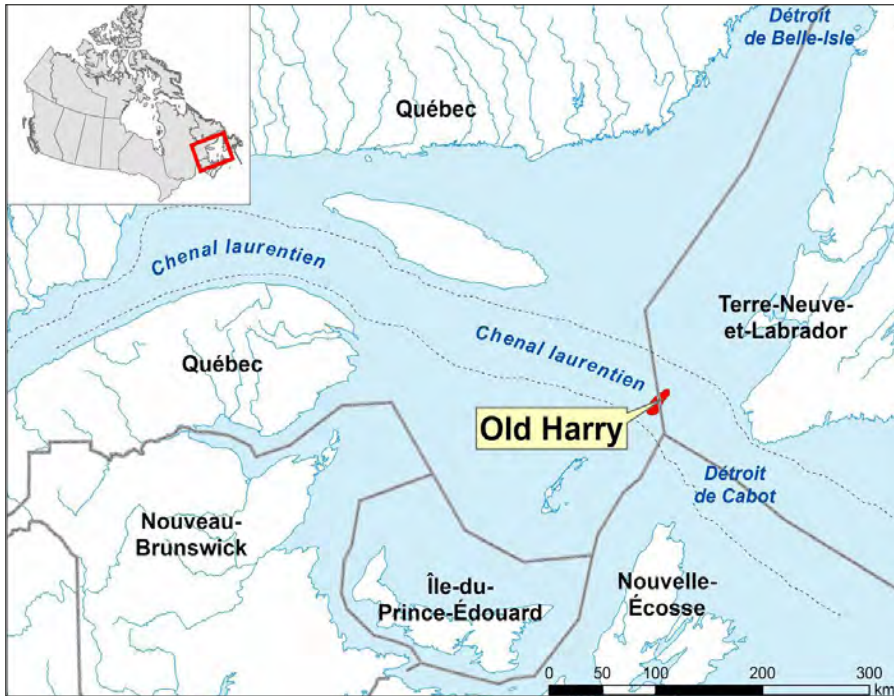 Détroit
de Belle-Isle
Québec
Chenal laurentien
Terre-Neuve-
et-Labrador
Chenal laurentien
Québec
Old Harry
Détroit
de Cabot
Nouveau-
Brunswick
Île-du-
Prince-Édouard
Nouvelle-
Écosse
0 50 100 200 300
km